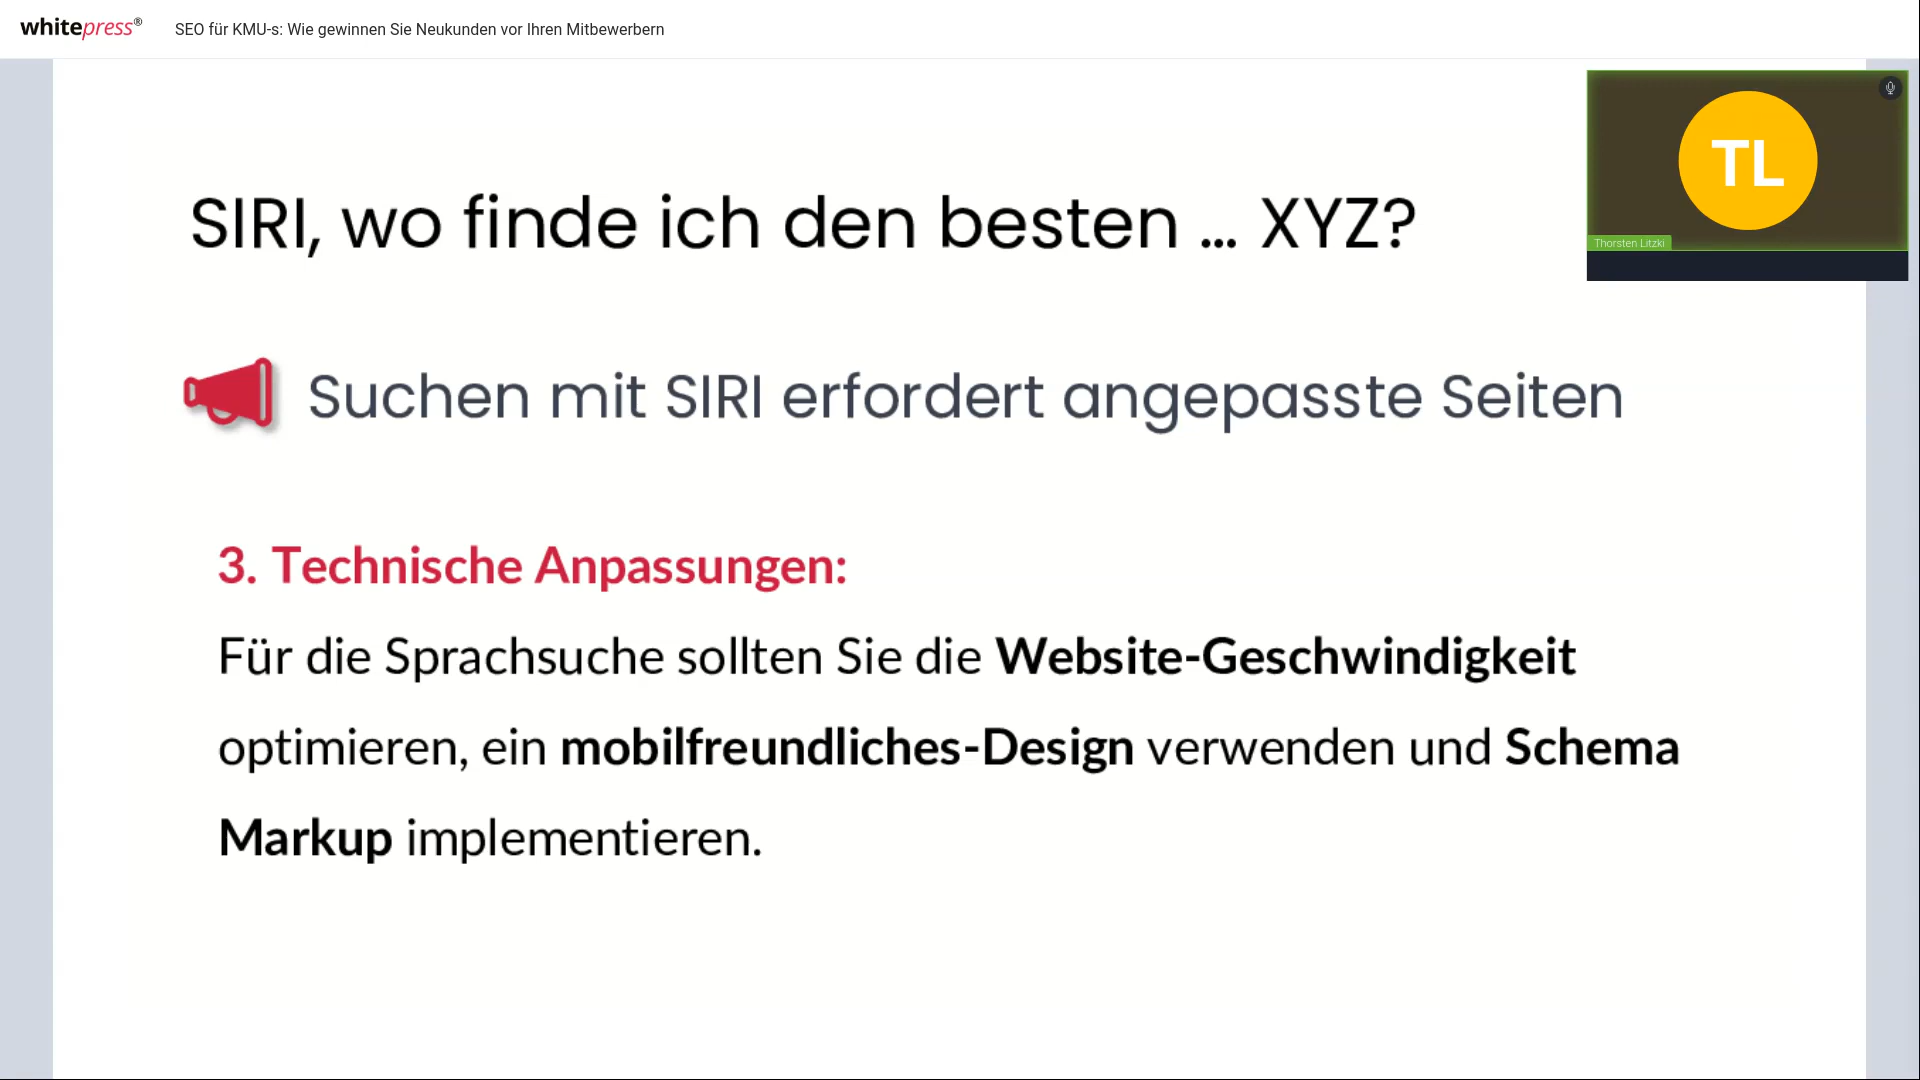 whitepress®
SEO für KMU-s: Wie gewinnen Sie Neukunden vor Ihren Mitbewerbern
TL
Thorsten Litzki
SIRI, wo finde ich den besten ... XYZ?
Suchen mit SIRI erfordert angepasste Seiten
3. Technische Anpassungen:
Für die Sprachsuche sollten Sie die Website-Geschwindigkeit
optimieren, ein mobilfreundliches-Design verwenden und Schema
Markup implementieren.